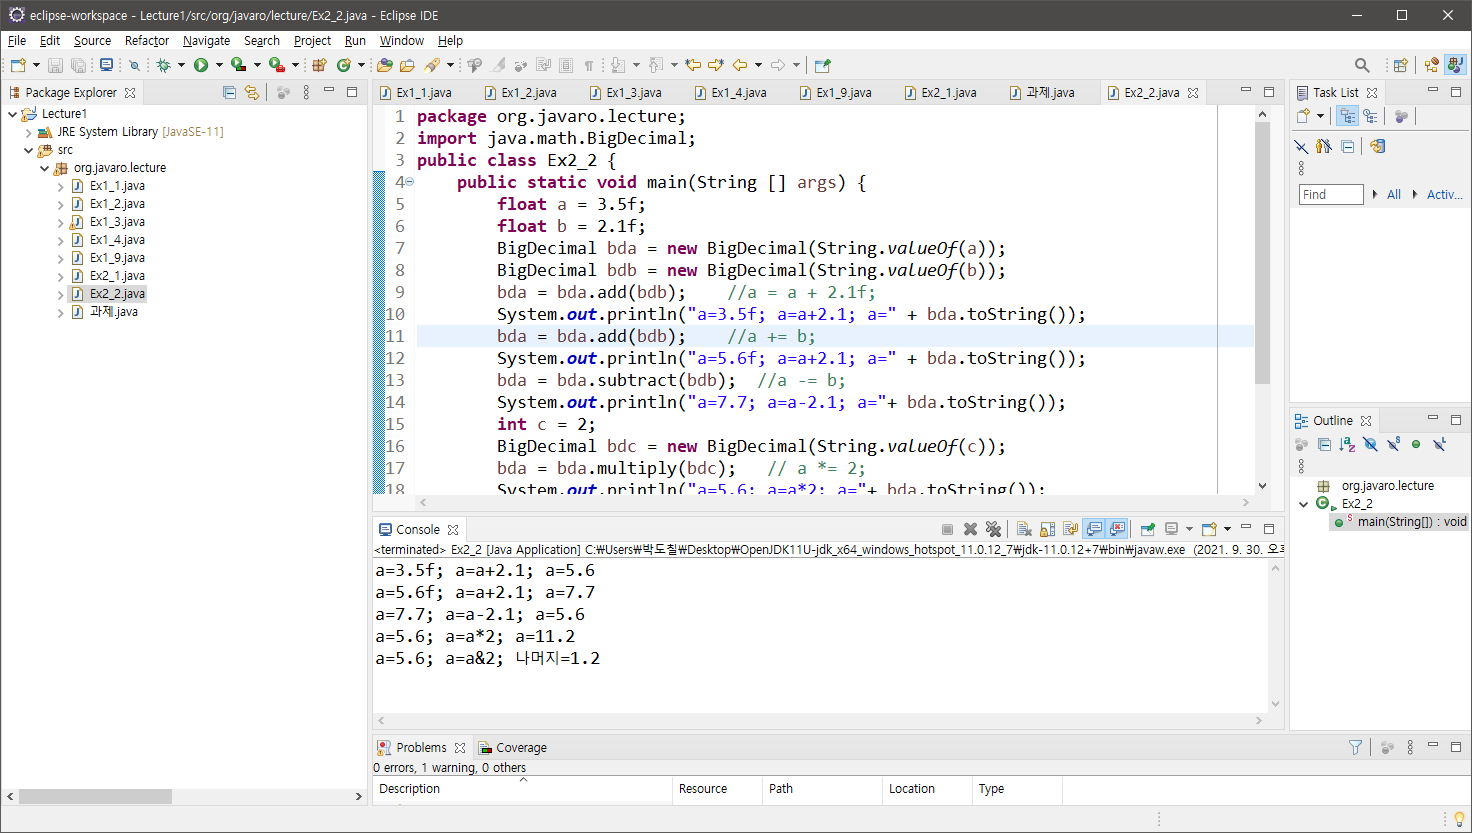 eclipse-workspace - Lecture1/src/org/javaro/lecture/Ex2_2.java - Eclipse IDE
File Edit Source Refactor Navigate Search Project Run Window Help
Package Explorer
Lecture1
JRE System Library [JavaSE-11]
src
org.javaro.lecture
Ex1_1.java
Ex1_2.java
Ex1_3.java
Ex1_4.java
Ex1_9.java
Ex2_1.java
Ex2_2.java
과제.java
Ex1_1.java Ex1_2.java Ex1_3.java Ex1_4.java Ex1_9.java Ex2_1.java 과제.java Ex2_2.java
1 package org.javaro.lecture;
2 import java.math.BigDecimal;
3 public class Ex2_2 {
4 public static void main(String [] args) {
5 float a = 3.5f;
6 float b = 2.1f;
7 BigDecimal bda = new BigDecimal(String.valueOf(a));
8 BigDecimal bdb = new BigDecimal(String.valueOf(b));
9 bda = bda.add(bdb); //a = a + 2.1f;
10 System.out.println("a=3.5f; a=a+2.1; a=" + bda.toString());
11 bda = bda.add(bdb); //a += b;
12 System.out.println("a=5.6f; a=a+2.1; a=" + bda.toString());
13 bda = bda.subtract(bdb); //a -= b;
14 System.out.println("a=7.7; a=a-2.1; a="+ bda.toString());
15 int c = 2;
16 BigDecimal bdc = new BigDecimal(String.valueOf(c));
17 bda = bda.multiply(bdc); // a *= 2;
18 System.out.println("a=5.6; a=a*2; a="+ bda.toString());
Console
<terminated> Ex2_2 [Java Application] C:₩Users₩박도칠₩Desktop₩OpenJDK11U-jdk_x64_windows_hotspot_11.0.12_7₩jdk-11.0.12+7₩bin₩javaw.exe (2021. 9. 30. 오후
a=3.5f; a=a+2.1; a=5.6
a=5.6f; a=a+2.1; a=7.7
a=7.7; a=a-2.1; a=5.6
a=5.6; a=a*2; a=11.2
a=5.6; a=a&2; 나머지=1.2
Problems Coverage
0 errors, 1 warning, 0 others
Description Resource Path Location Type
Task List
Find All Activ...
Outline
org.javaro.lecture
Ex2_2
main(String[]) : void